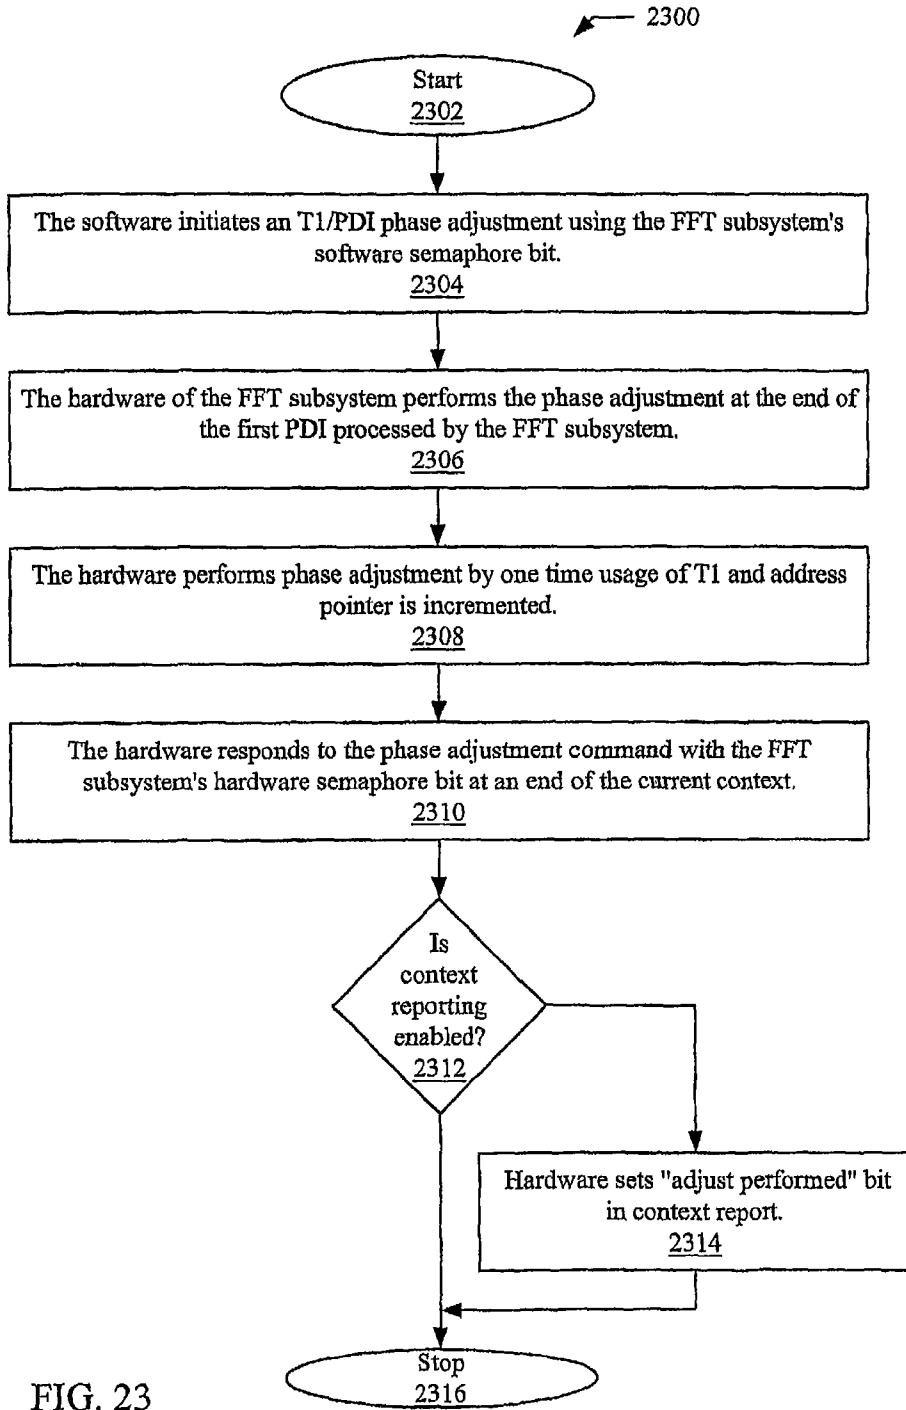 2300
Start
2302
The software initiates an T1/PDI phase adjustment using the FFT subsystem's
software semaphore bit.
2304
The hardware of the FFT subsystem performs the phase adjustment at the end of
the first PDI processed by the FFT subsystem.
2306
The hardware performs phase adjustment by one time usage of T1 and address
pointer is incremented.
2308
The hardware responds to the phase adjustment command with the FFT
subsystem's hardware semaphore bit at an end of the current context.
2310
Is
context
reporting
enabled?
2312
Hardware sets "adjust performed" bit
in context report.
2314
Stop
2316
FIG. 23